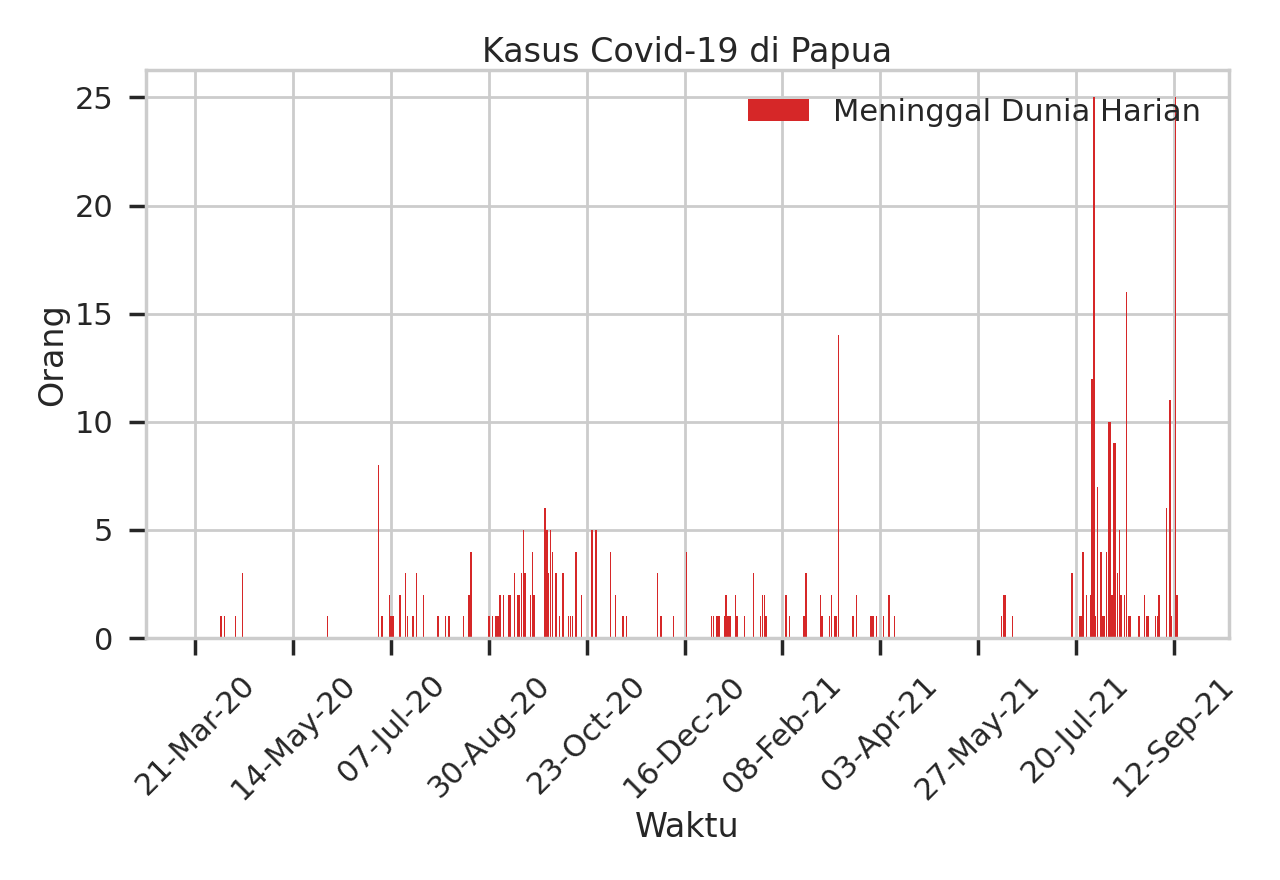 Kasus Covid-19 di Papua
Meninggal Dunia Harian
Orang
25
20
15
10
5
0
21-Mar-20
14-May-20
07-Jul-20
30-Aug-20
23-Oct-20
16-Dec-20
08-Feb-21
03-Apr-21
27-May-21
20-Jul-21
12-Sep-21
Waktu